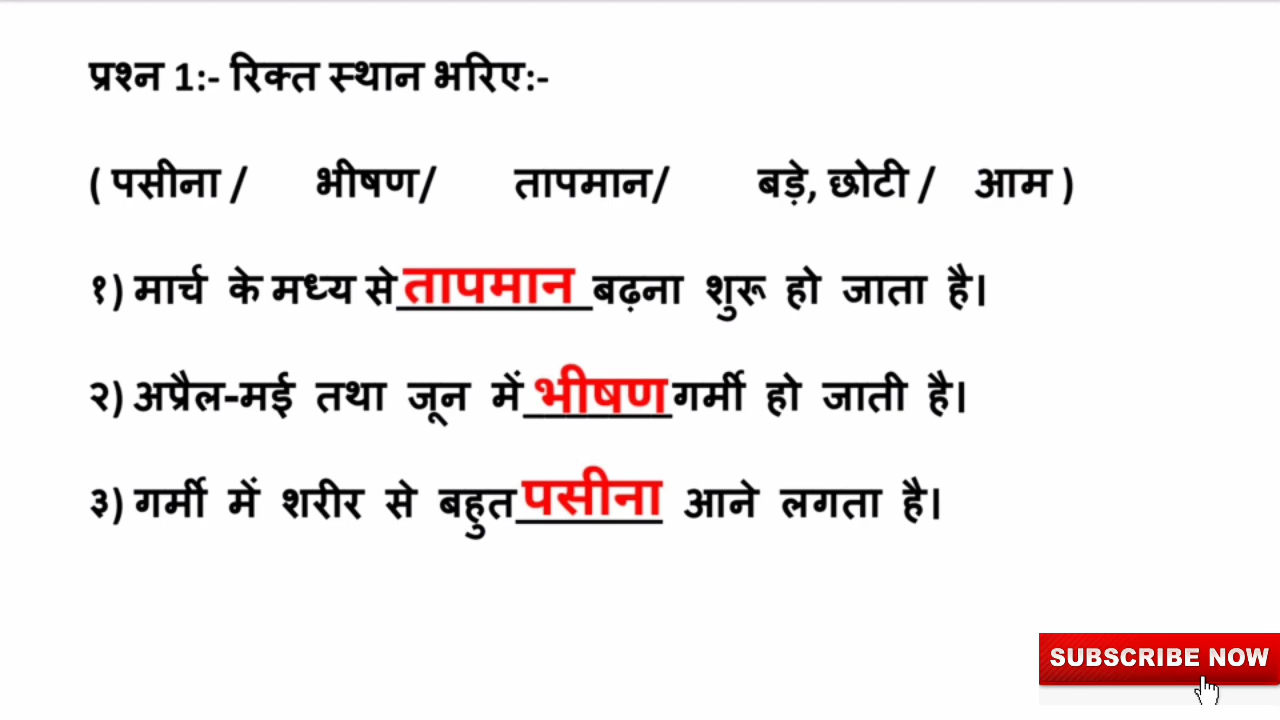 प्रश्न 1:- रिक्त स्थान भरिए:-
( पसीना / भीषण/ तापमान/ बड़े, छोटी / आम )
१) मार्च के मध्य से तापमान बढ़ना शुरू हो जाता है।
२) अप्रैल-मई तथा जून में भीषण गर्मी हो जाती है।
३) गर्मी में शरीर से बहुत पसीना आने लगता है।
SUBSCRIBE NOW